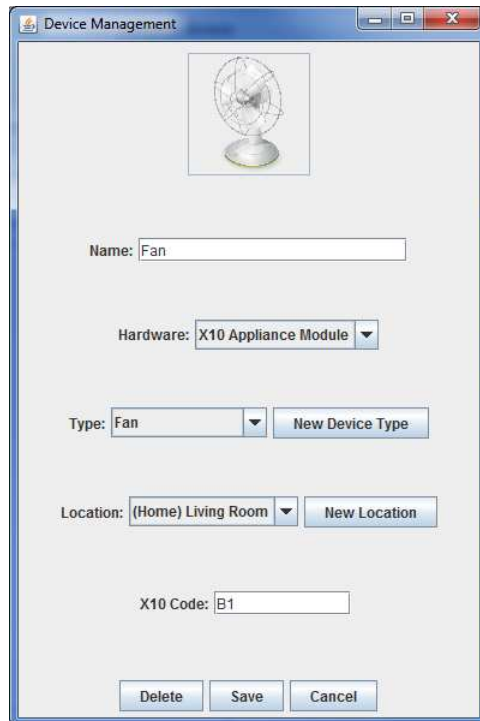 Device Management
Name: Fan
Hardware: X10 Appliance Module
Type: Fan New Device Type
Location: (Home) Living Room New Location
X10 Code: B1
Delete Save Cancel